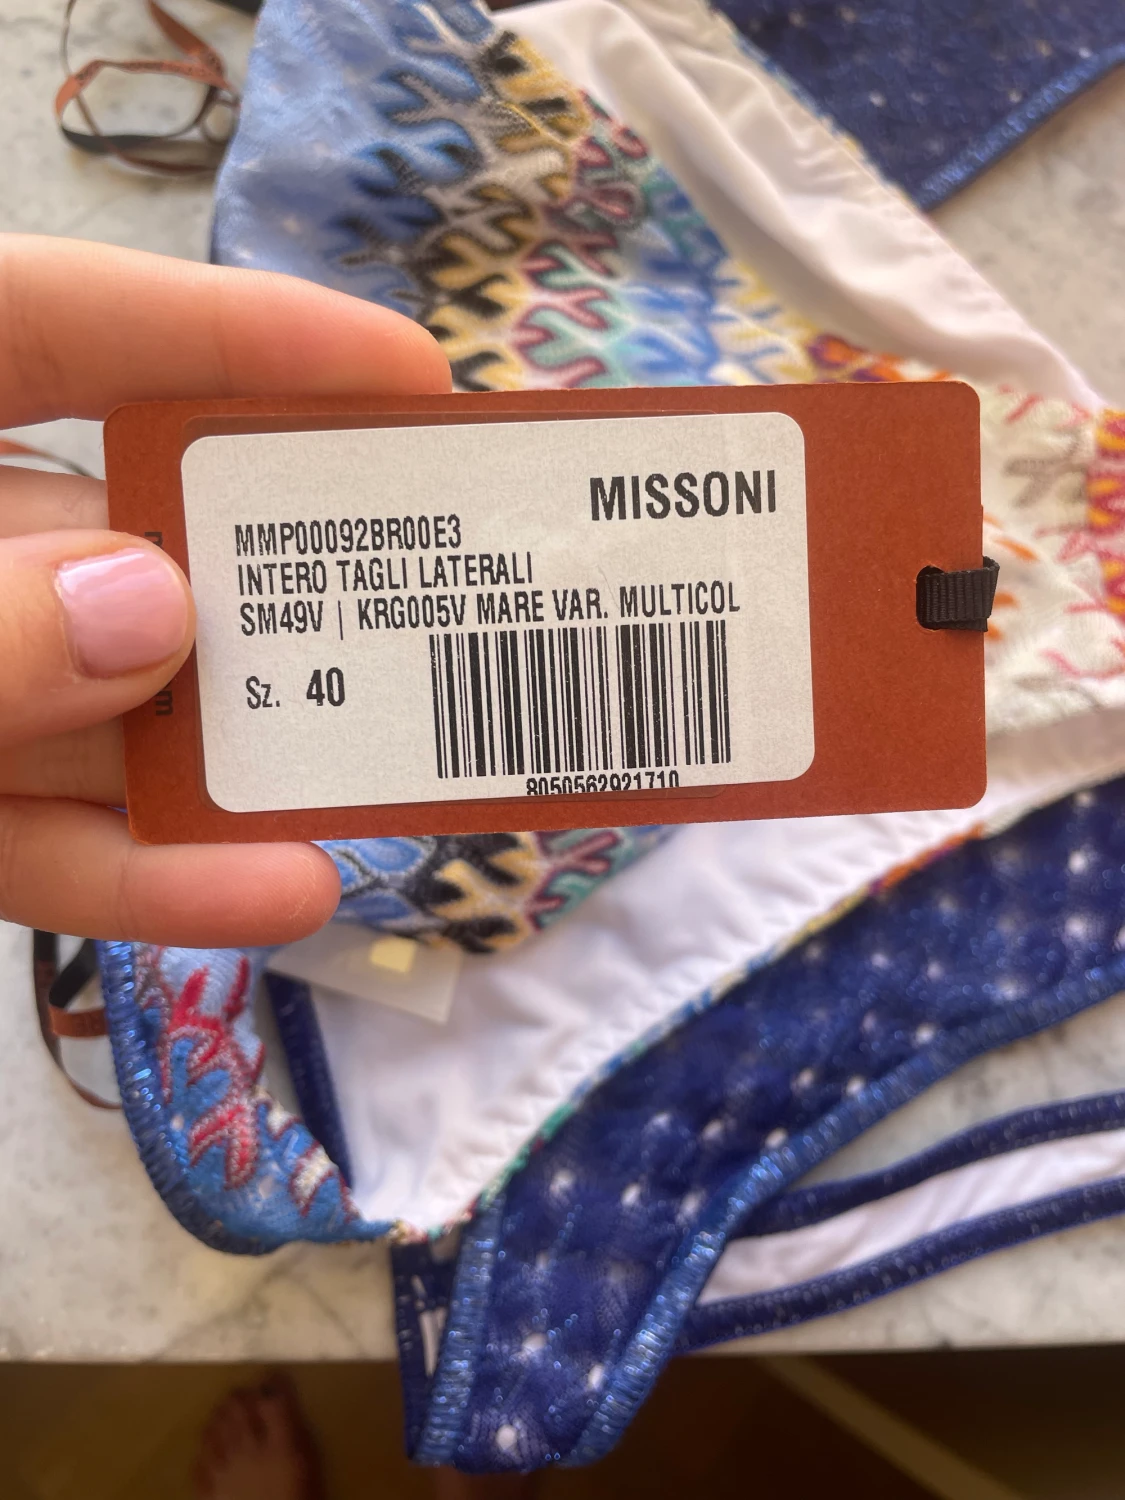 MISSONI
MMP00092BR00E3
INTERO TAGLI LATERALI
SM49V | KRG005V MARE VAR. MULTICOL
Sz. 40
8050562921710